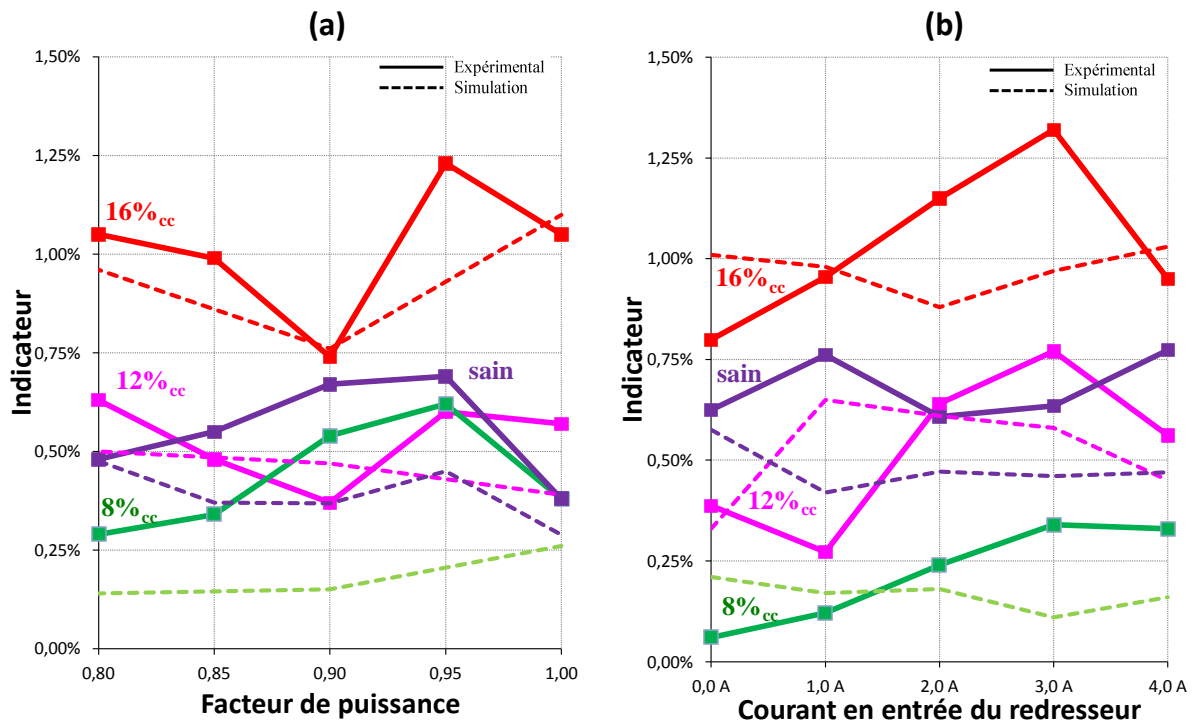 (a)
1,50%
1,25%
1,00%
0,75%
0,50%
0,25%
0,00%
Indicateur
Expérimental
Simulation
16%cc
12%cc
sain
8%cc
0,80
0,85
0,90
0,95
1,00
Facteur de puissance
(b)
1,50%
1,25%
1,00%
0,75%
0,50%
0,25%
0,00%
Indicateur
Expérimental
Simulation
16%cc
sain
12%cc
8%cc
0,0 A
1,0 A
2,0 A
3,0 A
4,0 A
Courant en entrée du redresseur